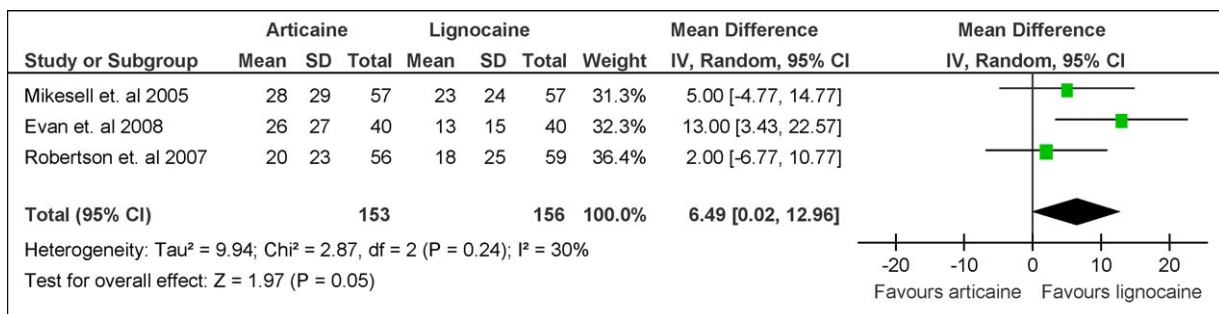 Articaine Lignocaine Mean Difference Mean Difference
Study or Subgroup Mean SD Total Mean SD Total Weight IV, Random, 95% CI IV, Random, 95% CI
Mikesell et. al 2005 28 29 57 23 24 57 31.3% 5.00 [-4.77, 14.77]
Evan et. al 2008 26 27 40 13 15 40 32.3% 13.00 [3.43, 22.57]
Robertson et. al 2007 20 23 56 18 25 59 36.4% 2.00 [-6.77, 10.77]
Total (95% CI) 153 156 100.0% 6.49 [0.02, 12.96]
Heterogeneity: Tau² = 9.94; Chi² = 2.87, df = 2 (P = 0.24); I² = 30%
Test for overall effect: Z = 1.97 (P = 0.05)
-20 -10 0 10 20
Favours articaine Favours lignocaine